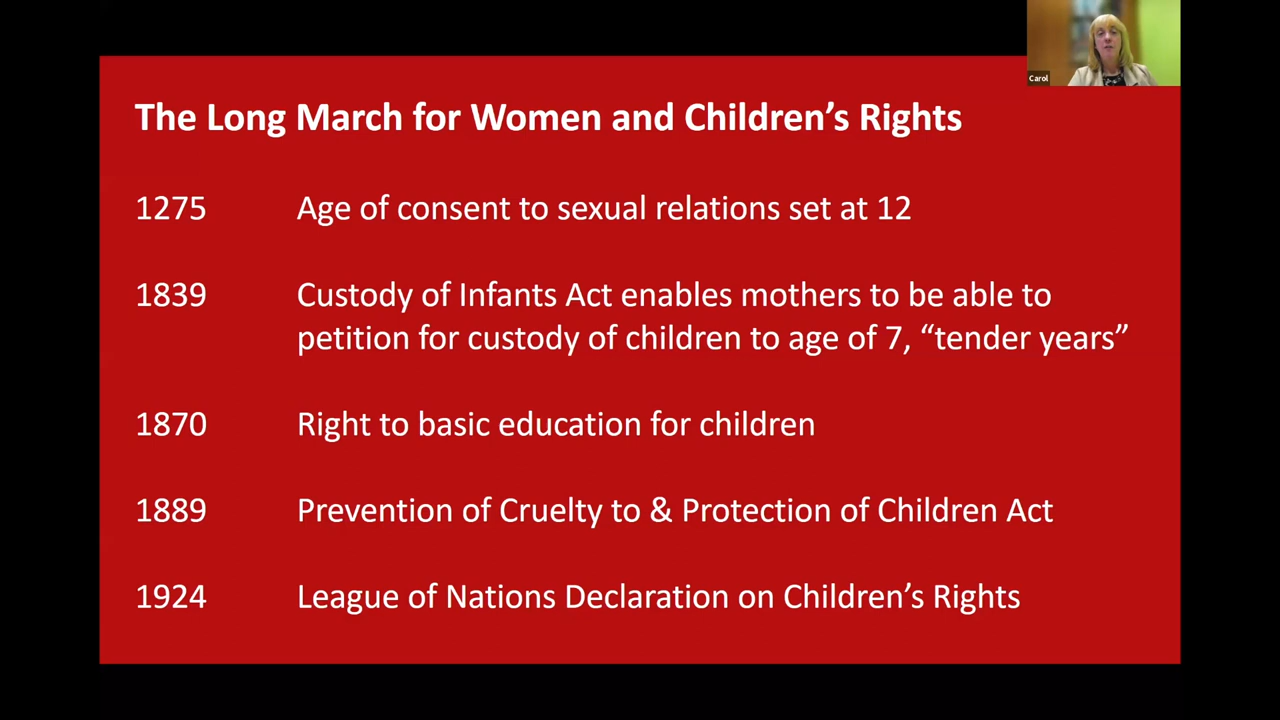 Carol
The Long March for Women and Children’s Rights
1275 Age of consent to sexual relations set at 12
1839 Custody of Infants Act enables mothers to be able to
petition for custody of children to age of 7, “tender years”
1870 Right to basic education for children
1889 Prevention of Cruelty to & Protection of Children Act
1924 League of Nations Declaration on Children’s Rights